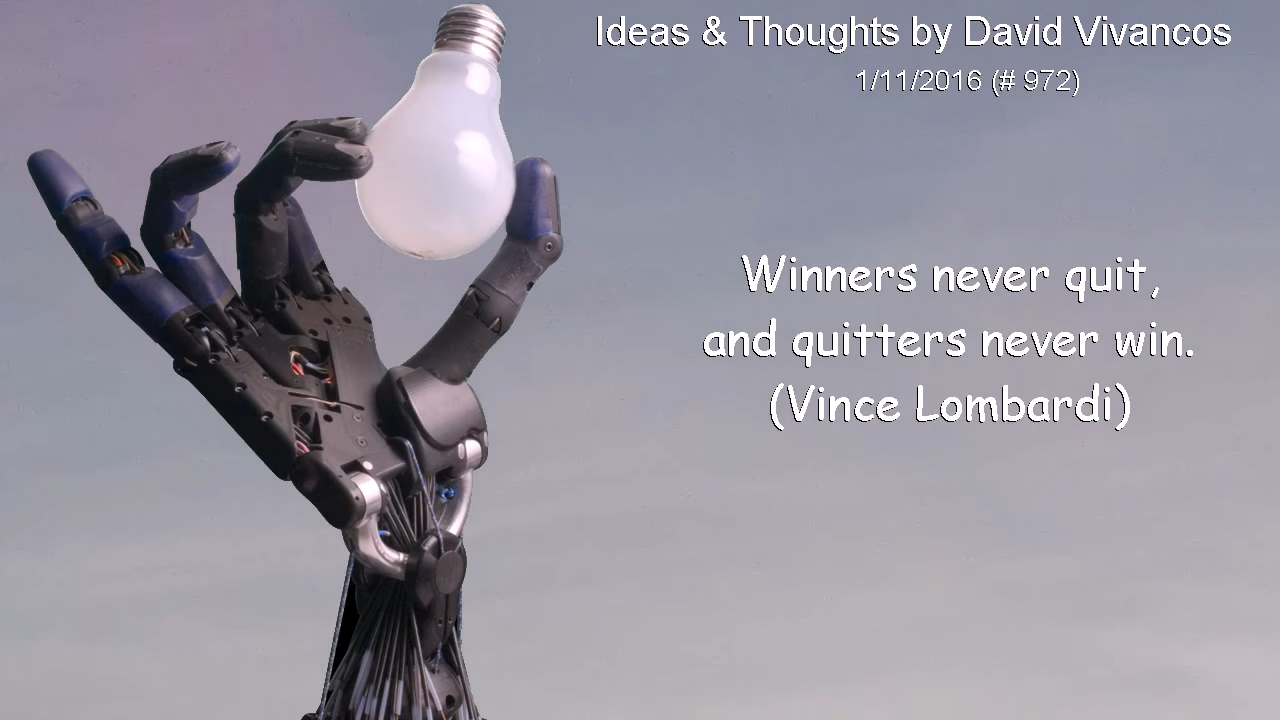 Ideas & Thoughts by David Vivancos
1/11/2016 (# 972)
Winners never quit,
and quitters never win.
(Vince Lombardi)